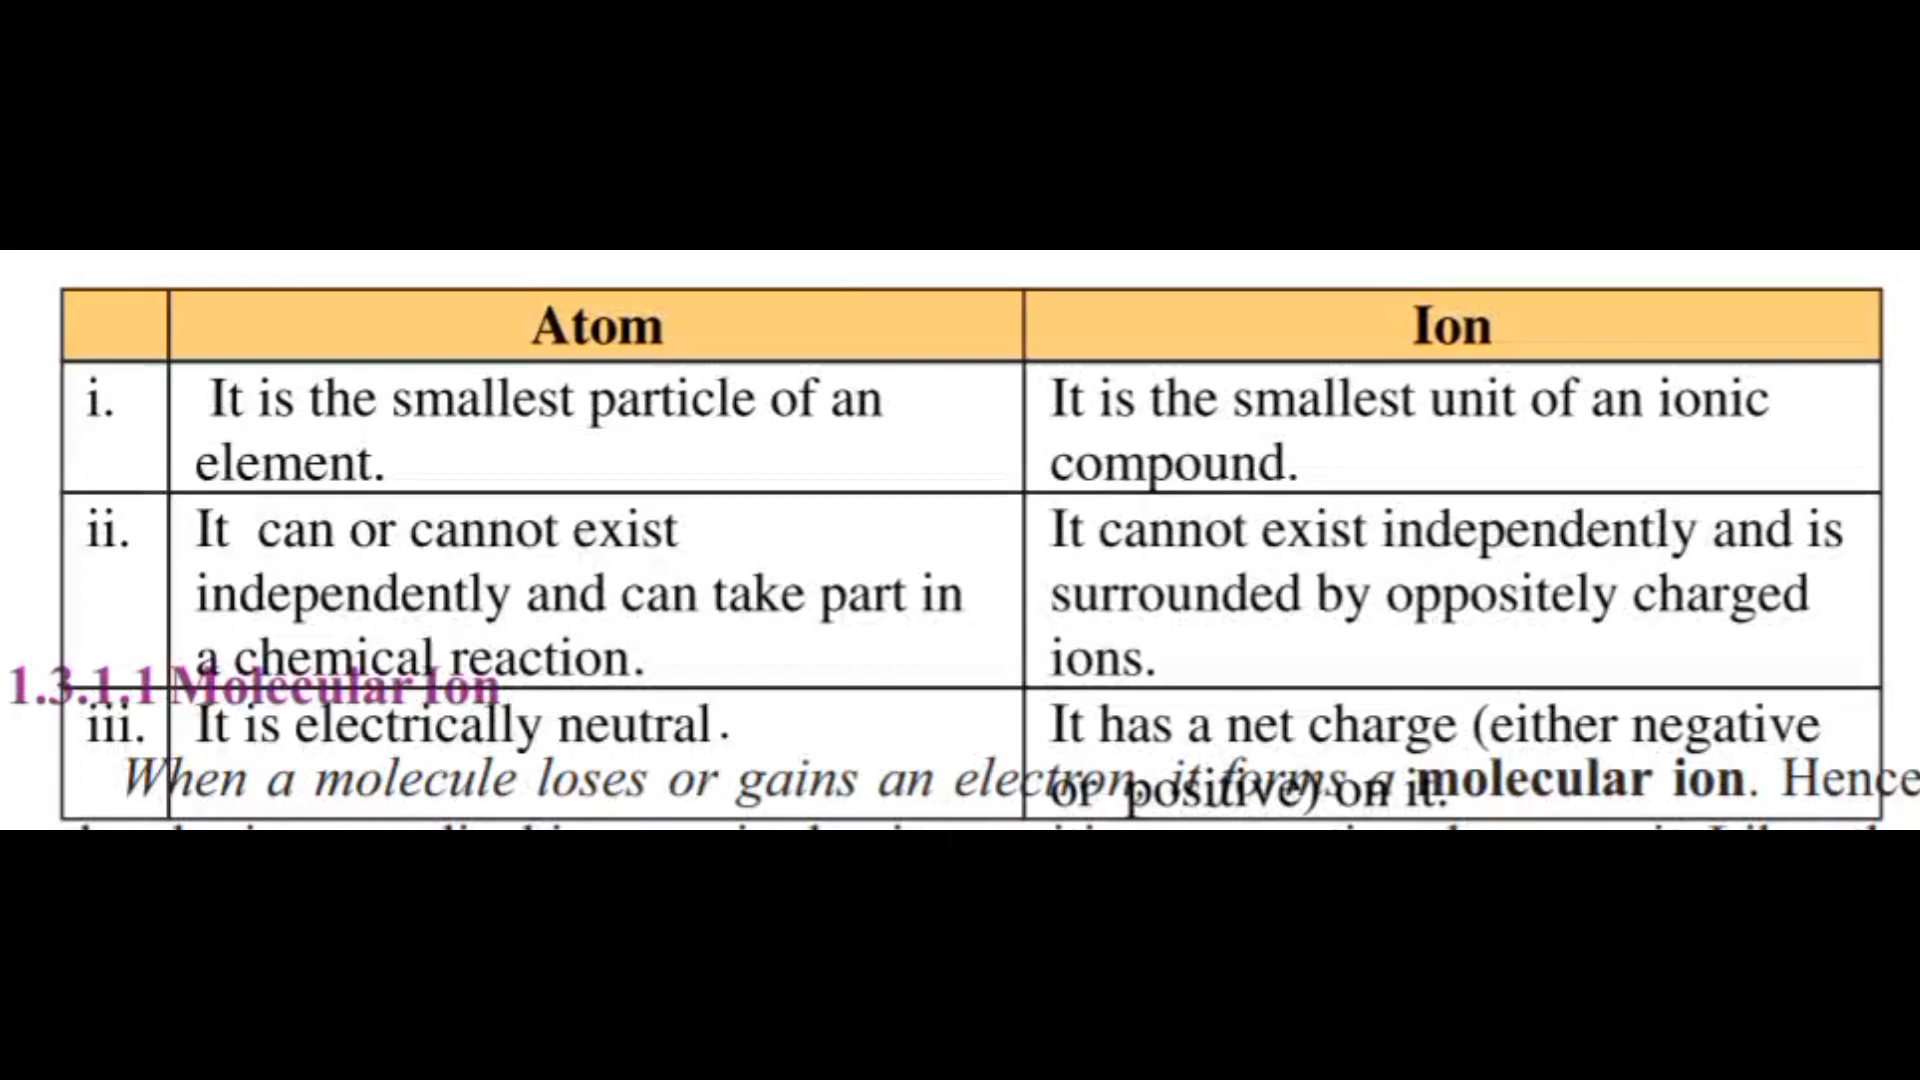 Atom Ion
i. It is the smallest particle of an It is the smallest unit of an ionic
element. compound.
ii. It can or cannot exist It cannot exist independently and is
independently and can take part in surrounded by oppositely charged
a chemical reaction. ions.
1.3.1.1 Molecular Ion
iii. It is electrically neutral. It has a net charge (either negative
or positive) on it.
When a molecule loses or gains an electron, it forms a molecular ion. Hence